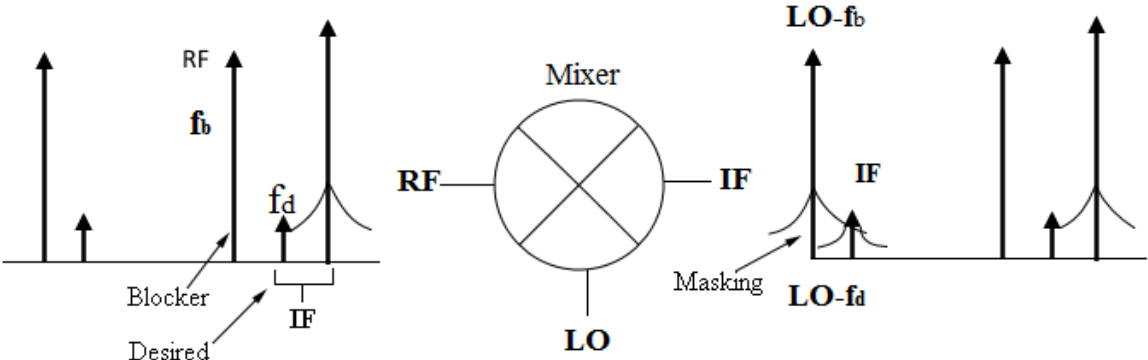 RF
fb
fd
Blocker
Desired
IF
Mixer
RF
IF
LO
LO-fb
IF
Masking
LO-fd